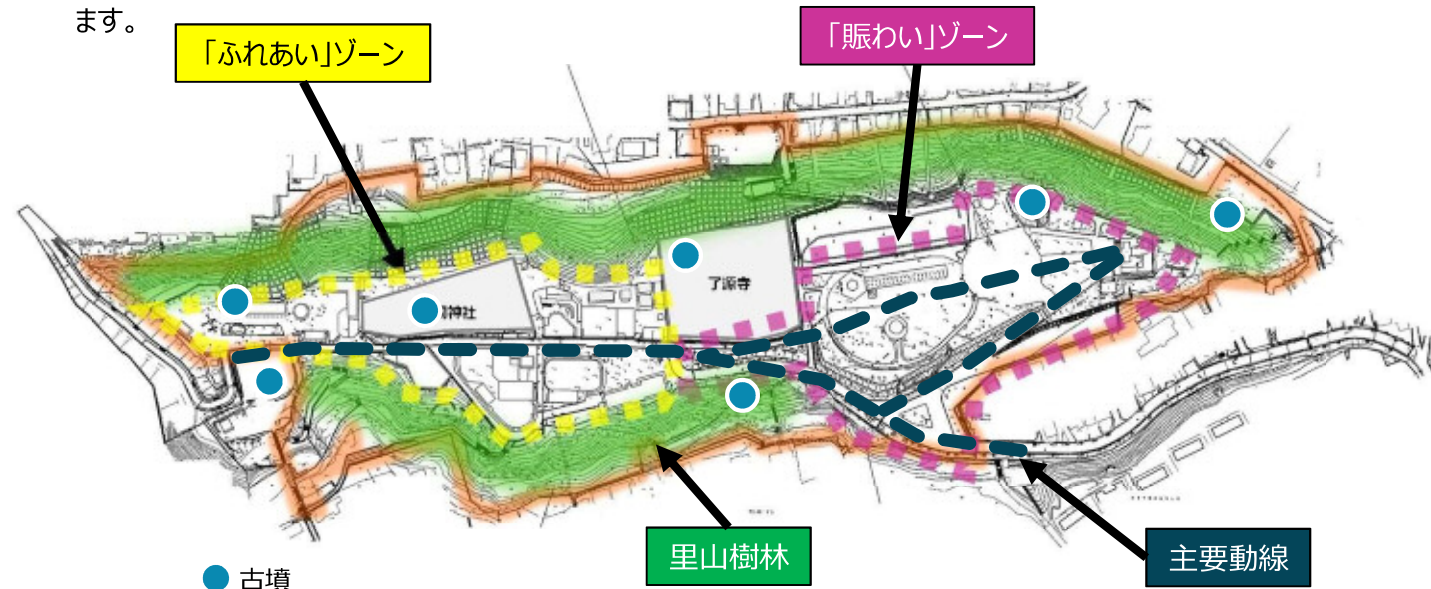 ます。
「ふれあい」ゾーン
「賑わい」ゾーン
了源寺
神社
里山樹林
主要動線
古墳